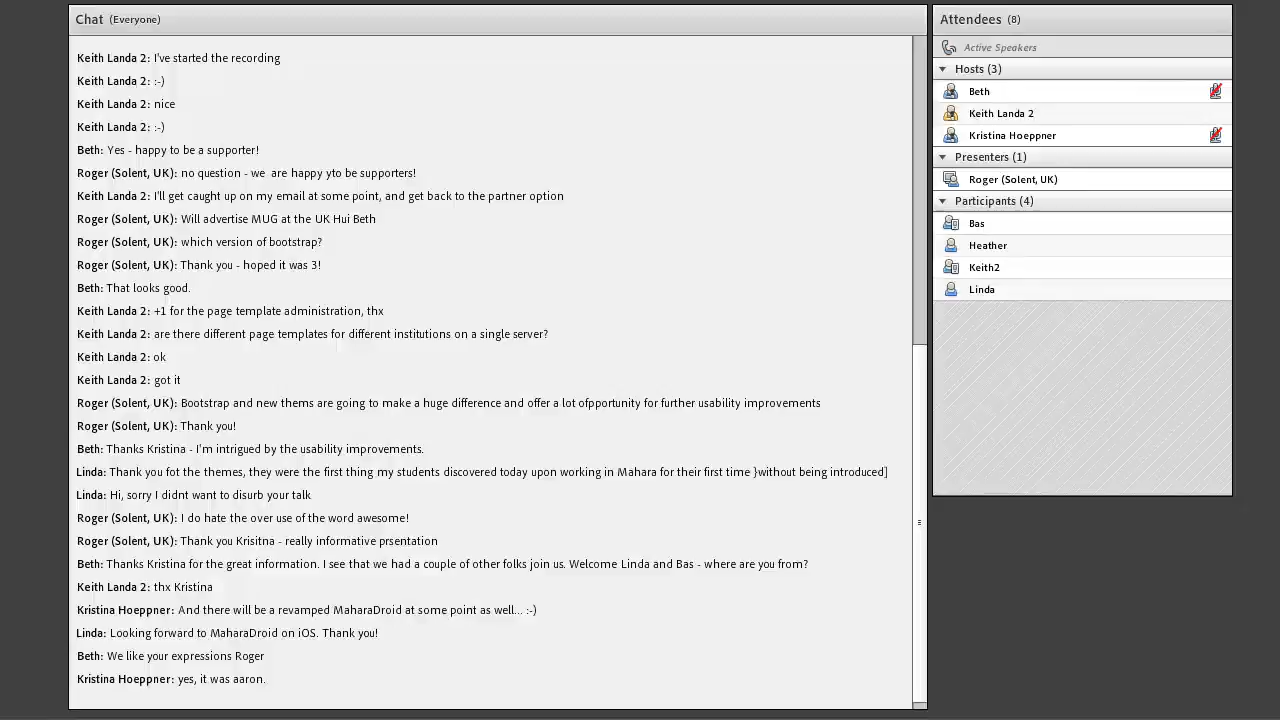 Chat (Everyone)
Keith Landa 2: I've started the recording
Keith Landa 2: :-)
Keith Landa 2: nice
Keith Landa 2: :-)
Beth: Yes - happy to be a supporter!
Roger (Solent, UK): no question - we  are happy yto be supporters!
Keith Landa 2: I'll get caught up on my email at some point, and get back to the partner option
Roger (Solent, UK): Will advertise MUG at the UK Hui Beth
Roger (Solent, UK): which version of bootstrap?
Roger (Solent, UK): Thank you - hoped it was 3!
Beth: That looks good.
Keith Landa 2: +1 for the page template administration, thx
Keith Landa 2: are there different page templates for different institutions on a single server?
Keith Landa 2: ok
Keith Landa 2: got it
Roger (Solent, UK): Bootstrap and new thems are going to make a huge difference and offer a lot ofpportunity for further usability improvements
Roger (Solent, UK): Thank you!
Beth: Thanks Kristina - I'm intrigued by the usability improvements.
Linda: Thank you fot the themes, they were the first thing my students discovered today upon working in Mahara for their first time }without being introduced]
Linda: Hi, sorry I didnt want to disurb your talk
Roger (Solent, UK): I do hate the over use of the word awesome!
Roger (Solent, UK): Thank you Krisitna - really informative prsentation
Beth: Thanks Kristina for the great information. I see that we had a couple of other folks join us. Welcome Linda and Bas - where are you from?
Keith Landa 2: thx Kristina
Kristina Hoeppner: And there will be a revamped MaharaDroid at some point as well... :-)
Linda: Looking forward to MaharaDroid on iOS. Thank you!
Beth: We like your expressions Roger
Kristina Hoeppner: yes, it was aaron.
Attendees (8)
Active Speakers
Hosts (3)
Beth
Keith Landa 2
Kristina Hoeppner
Presenters (1)
Roger (Solent, UK)
Participants (4)
Bas
Heather
Keith2
Linda